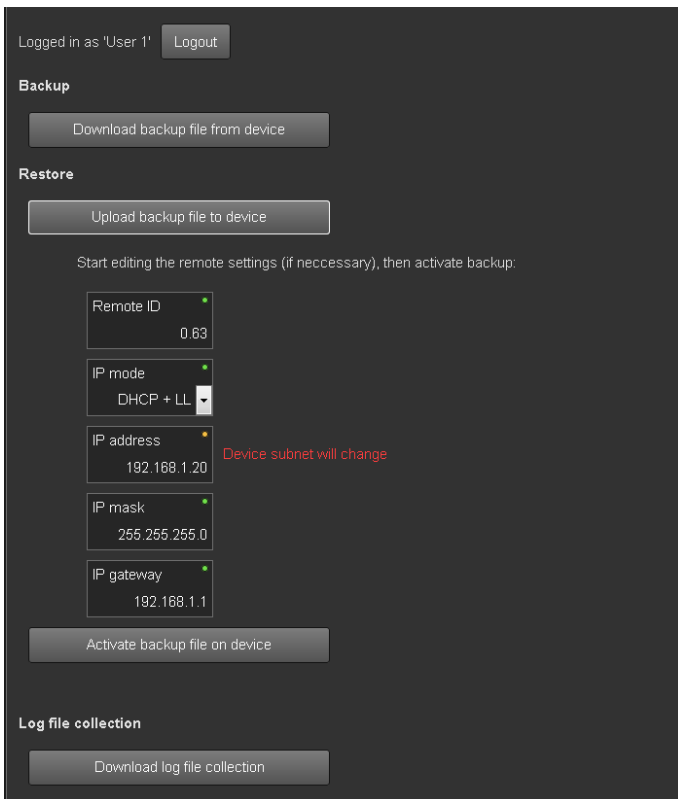 Logged in as 'User 1' Logout
Backup
Download backup file from device
Restore
Upload backup file to device
Start editing the remote settings (if neccessary), then activate backup:
Remote ID
0.63
IP mode
DHCP + LL
IP address
192.168.1.20
Device subnet will change
IP mask
255.255.255.0
IP gateway
192.168.1.1
Activate backup file on device
Log file collection
Download log file collection